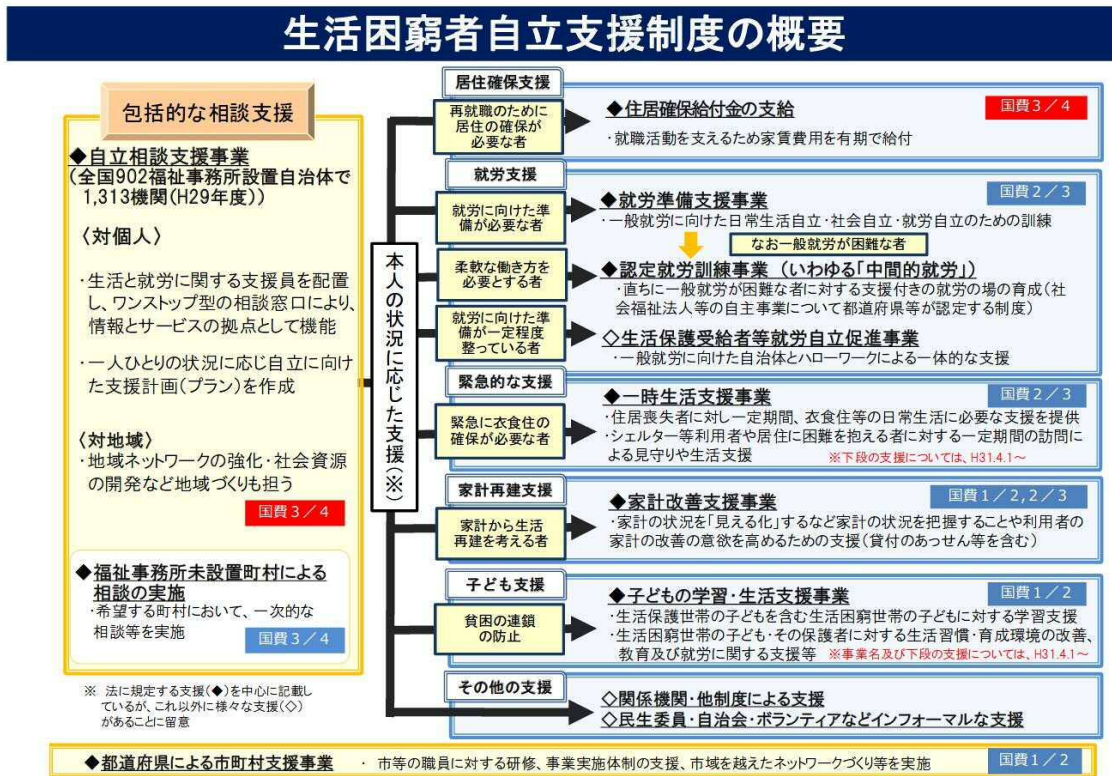 生活困窮者自立支援制度の概要
包括的な相談支援
◆自立相談支援事業
(全国902福祉事務所設置自治体で
1,313機関(H29年度))
〈対個人〉
・生活と就労に関する支援員を配置
し、ワンストップ型の相談窓口により、
情報とサービスの拠点として機能
・一人ひとりの状況に応じ自立に向け
た支援計画(プラン)を作成
〈対地域〉
・地域ネットワークの強化・社会資源
の開発など地域づくりも担う
国費3/4
◆福祉事務所未設置町村による
相談の実施
・希望する町村において、一次的な
相談等を実施
国費3/4
※ 法に規定する支援(◆)を中心に記載し
ているが、これ以外に様々な支援(◇)
があることに留意
本人の状況に応じた支援(※)
居住確保支援
再就職のために
居住の確保が
必要な者
◆住居確保給付金の支給
国費3/4
・就職活動を支えるため家賃費用を有期で給付
就労支援
就労に向けた準
備が必要な者
◆就労準備支援事業
国費2/3
・一般就労に向けた日常生活自立・社会自立・就労自立のための訓練
なお一般就労が困難な者
柔軟な働き方を
必要とする者
◆認定就労訓練事業 (いわゆる「中間的就労」)
・直ちに一般就労が困難な者に対する支援付きの就労の場の育成(社
会福祉法人等の自主事業について都道府県等が認定する制度)
就労に向けた準
備が一定程度
整っている者
◇生活保護受給者等就労自立促進事業
・一般就労に向けた自治体とハローワークによる一体的な支援
緊急的な支援
緊急に衣食住の
確保が必要な者
◆一時生活支援事業
国費2/3
・住居喪失者に対し一定期間、衣食住等の日常生活に必要な支援を提供
・シェルター等利用者や居住に困難を抱える者に対する一定期間の訪問に
よる見守りや生活支援 ※下段の支援については、H31.4.1~
家計再建支援
家計から生活
再建を考える者
◆家計改善支援事業
国費1/2,2/3
・家計の状況を「見える化」するなど家計の状況を把握することや利用者の
家計の改善の意欲を高めるための支援(貸付のあっせん等を含む)
子ども支援
貧困の連鎖
の防止
◆子どもの学習・生活支援事業
国費1/2
・生活保護世帯の子どもを含む生活困窮世帯の子どもに対する学習支援
・生活困窮世帯の子ども・その保護者に対する生活習慣・育成環境の改善、
教育及び就労に関する支援等 ※事業名及び下段の支援については、H31.4.1~
その他の支援
◇関係機関・他制度による支援
◇民生委員・自治会・ボランティアなどインフォーマルな支援
◆都道府県による市町村支援事業 ・ 市等の職員に対する研修、事業実施体制の支援、市域を越えたネットワークづくり等を実施
国費1/2